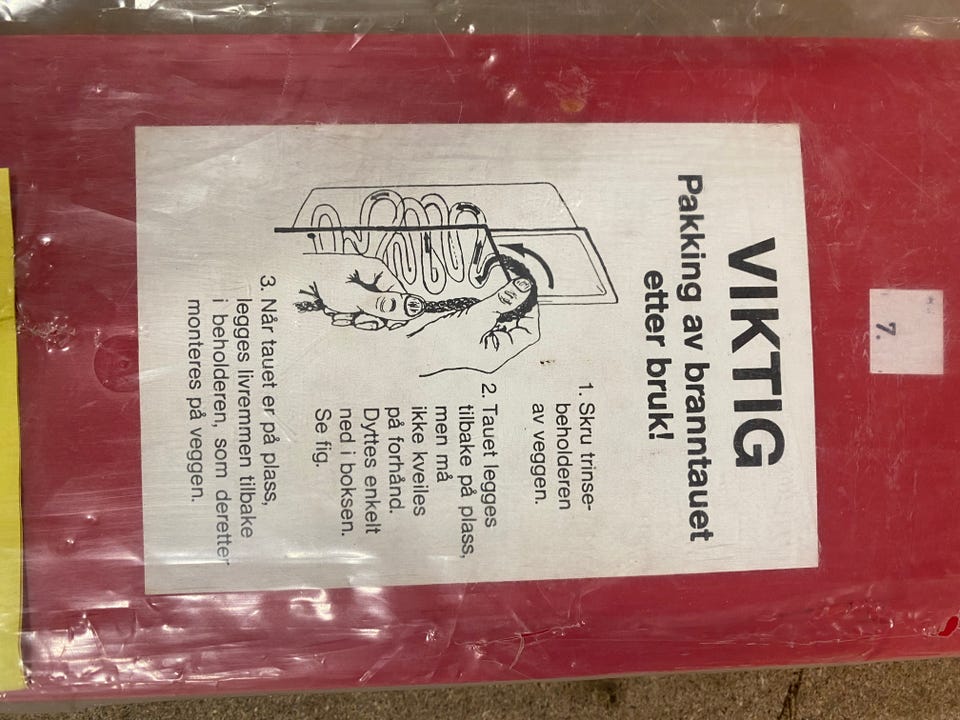 7.
VIKTIG
Pakking av branntauet
etter bruk!
1. Skru trinse-
beholderen
av veggen.
2. Tauet legges
tilbake på plass,
men må
ikke kveiles
på forhånd.
Dyttes enkelt
ned i boksen.
Se fig.
3. Når tauet er på plass,
legges livremmen tilbake
i beholderen, som deretter
monteres på veggen.